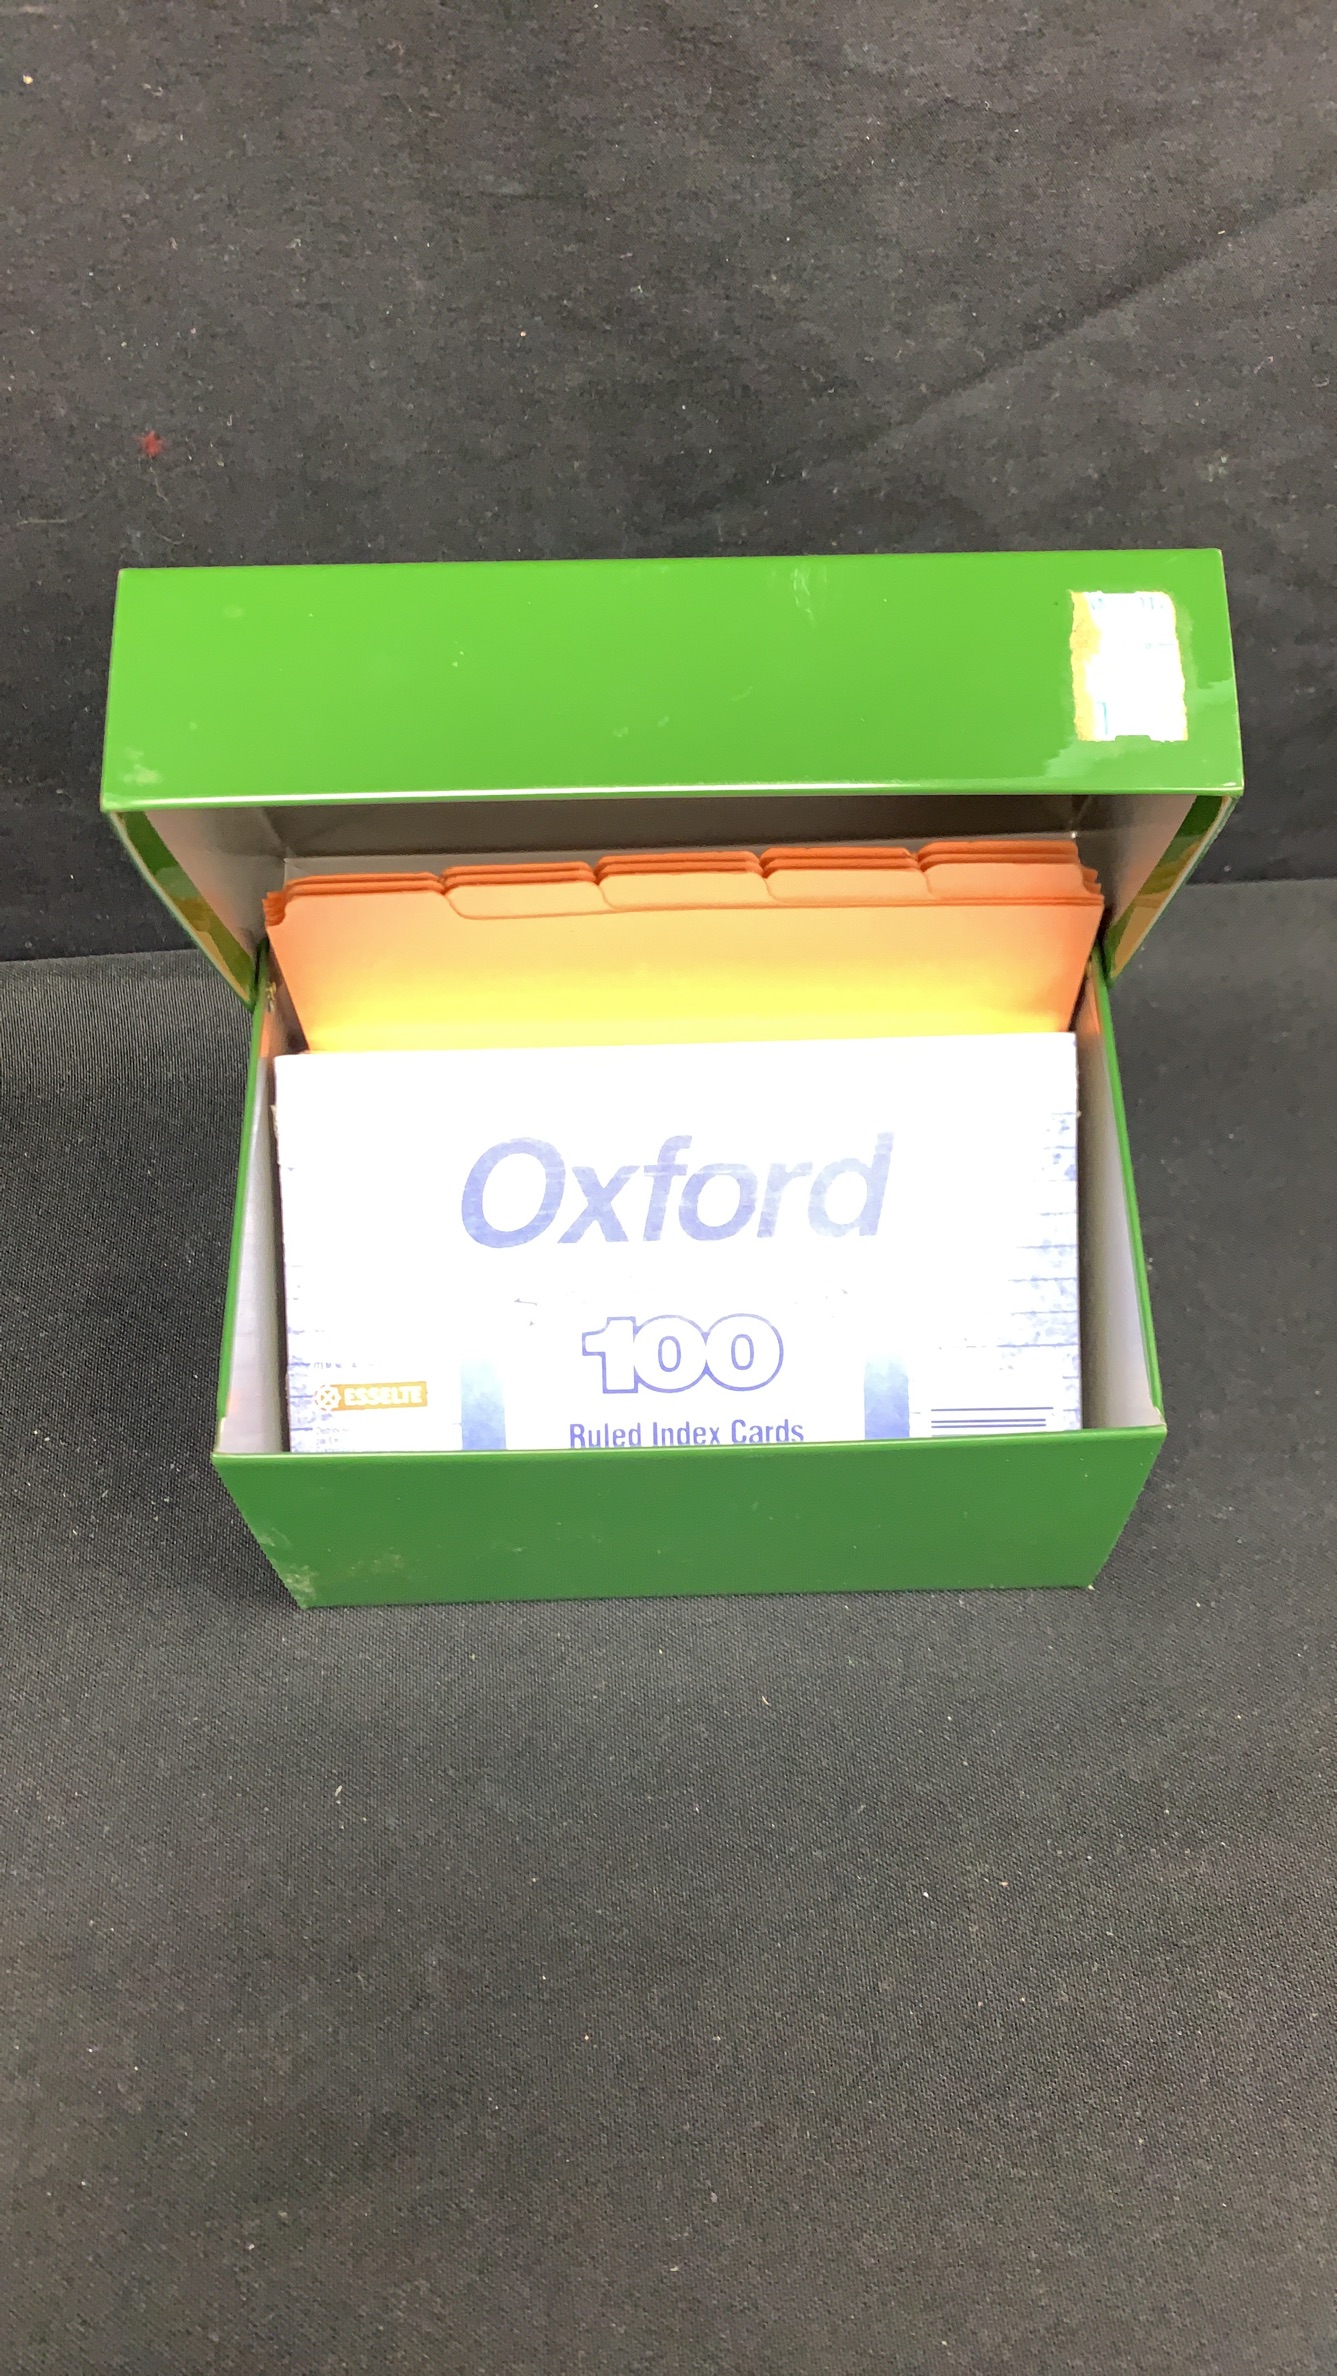 Oxford
100
ESSELTE
Ruled Index Cards